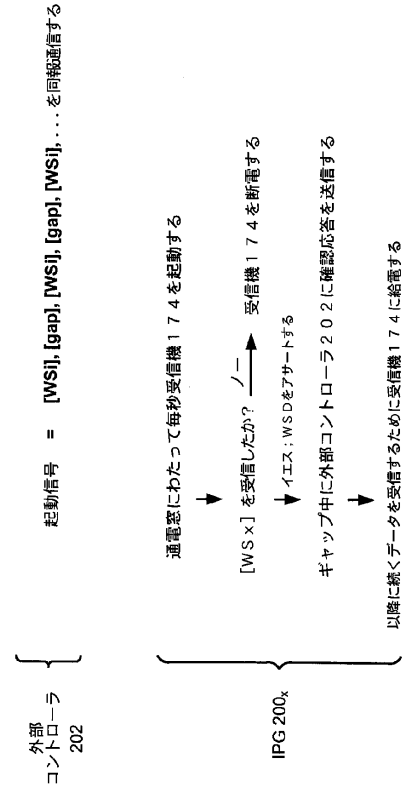 外部
コントローラ
202
起動信号 = [WSi], [gap], [WSi], [gap], [WSi], . . . を同報通信する
IPG 200x
通電窓にわたって毎秒受信機１７４を起動する
[ＷＳｘ] を受信したか? ノー 受信機１７４を断電する
イエス；ＷＳＤをアサートする
ギャップ中に外部コントローラ２０２に確認応答を送信する
以降に続くデータを受信するために受信機１７４に給電する